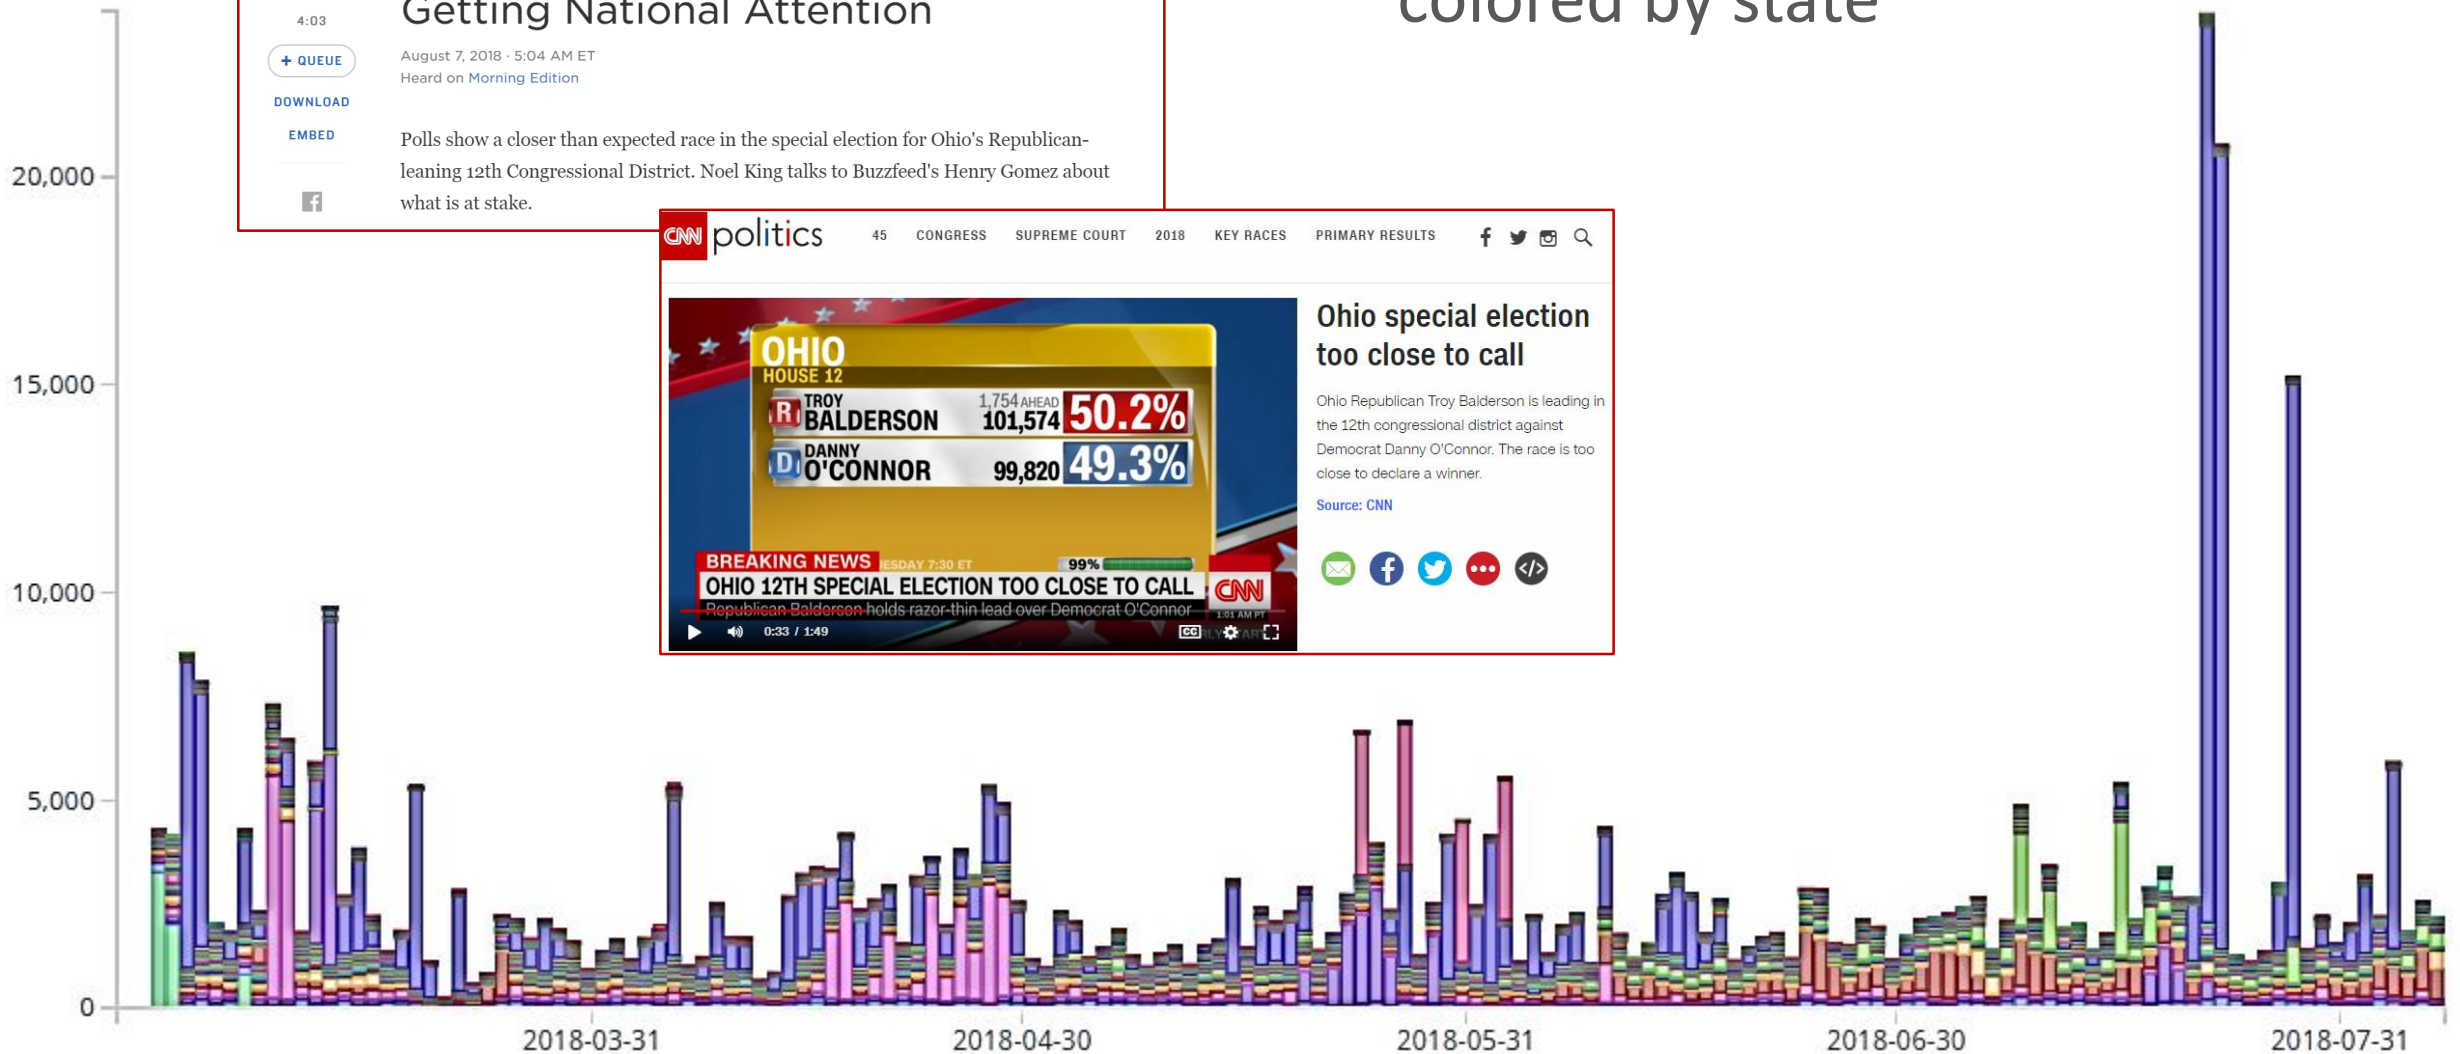 colored by state
4:03
Getting National Attention
+ QUEUE
August 7, 2018 · 5:04 AM ET
Heard on Morning Edition
DOWNLOAD
EMBED
Polls show a closer than expected race in the special election for Ohio's Republican-
leaning 12th Congressional District. Noel King talks to Buzzfeed's Henry Gomez about
what is at stake.
CNN politics 45 CONGRESS SUPREME COURT 2018 KEY RACES PRIMARY RESULTS
OHIO
HOUSE 12
R TROY BALDERSON 1,754 AHEAD 101,574 50.2%
D DANNY O'CONNOR 99,820 49.3%
BREAKING NEWS ESDAY 7:30 ET 99%
OHIO 12TH SPECIAL ELECTION TOO CLOSE TO CALL CNN
Republican Balderson holds razor-thin lead over Democrat O'Connor 1:01 AM PT
0:33 / 1:49 CC
Ohio special election
too close to call
Ohio Republican Troy Balderson is leading in
the 12th congressional district against
Democrat Danny O'Connor. The race is too
close to declare a winner.
Source: CNN
20,000
15,000
10,000
5,000
0
2018-03-31 2018-04-30 2018-05-31 2018-06-30 2018-07-31